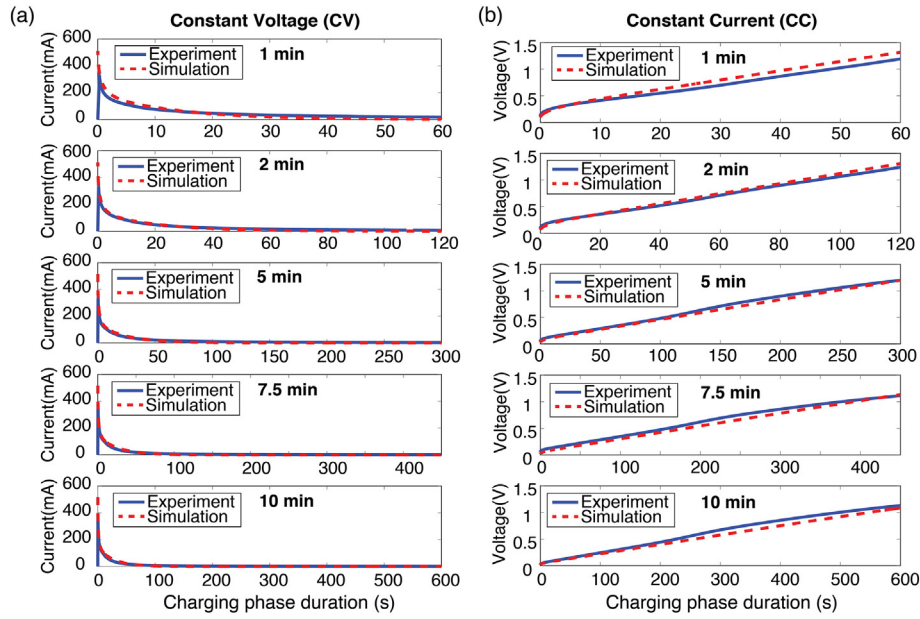 (a)
Constant Voltage (CV)
Current(mA)
600
400
200
0
Experiment
Simulation
1 min
0 10 20 30 40 50 60
Current(mA)
600
400
200
0
Experiment
Simulation
2 min
0 20 40 60 80 100 120
Current(mA)
600
400
200
0
Experiment
Simulation
5 min
0 50 100 150 200 250 300
Current(mA)
600
400
200
0
Experiment
Simulation
7.5 min
100 200 300 400
Current(mA)
600
400
200
0
Experiment
Simulation
10 min
0 100 200 300 400 500 600
Charging phase duration (s)
(b)
Constant Current (CC)
Voltage(V)
1.5
1
0.5
0
Experiment
Simulation
1 min
0 10 20 30 40 50 60
Voltage(V)
1.5
1
0.5
0
Experiment
Simulation
2 min
0 20 40 60 80 100 120
Voltage(V)
1.5
1
0.5
0
Experiment
Simulation
5 min
0 50 100 150 200 250 300
Voltage(V)
1.5
1
0.5
0
Experiment
Simulation
7.5 min
0 50 100 150 200 250 300 350 400
Voltage(V)
1.5
1
0.5
0
Experiment
Simulation
10 min
0 100 200 300 400 500 600
Charging phase duration (s)